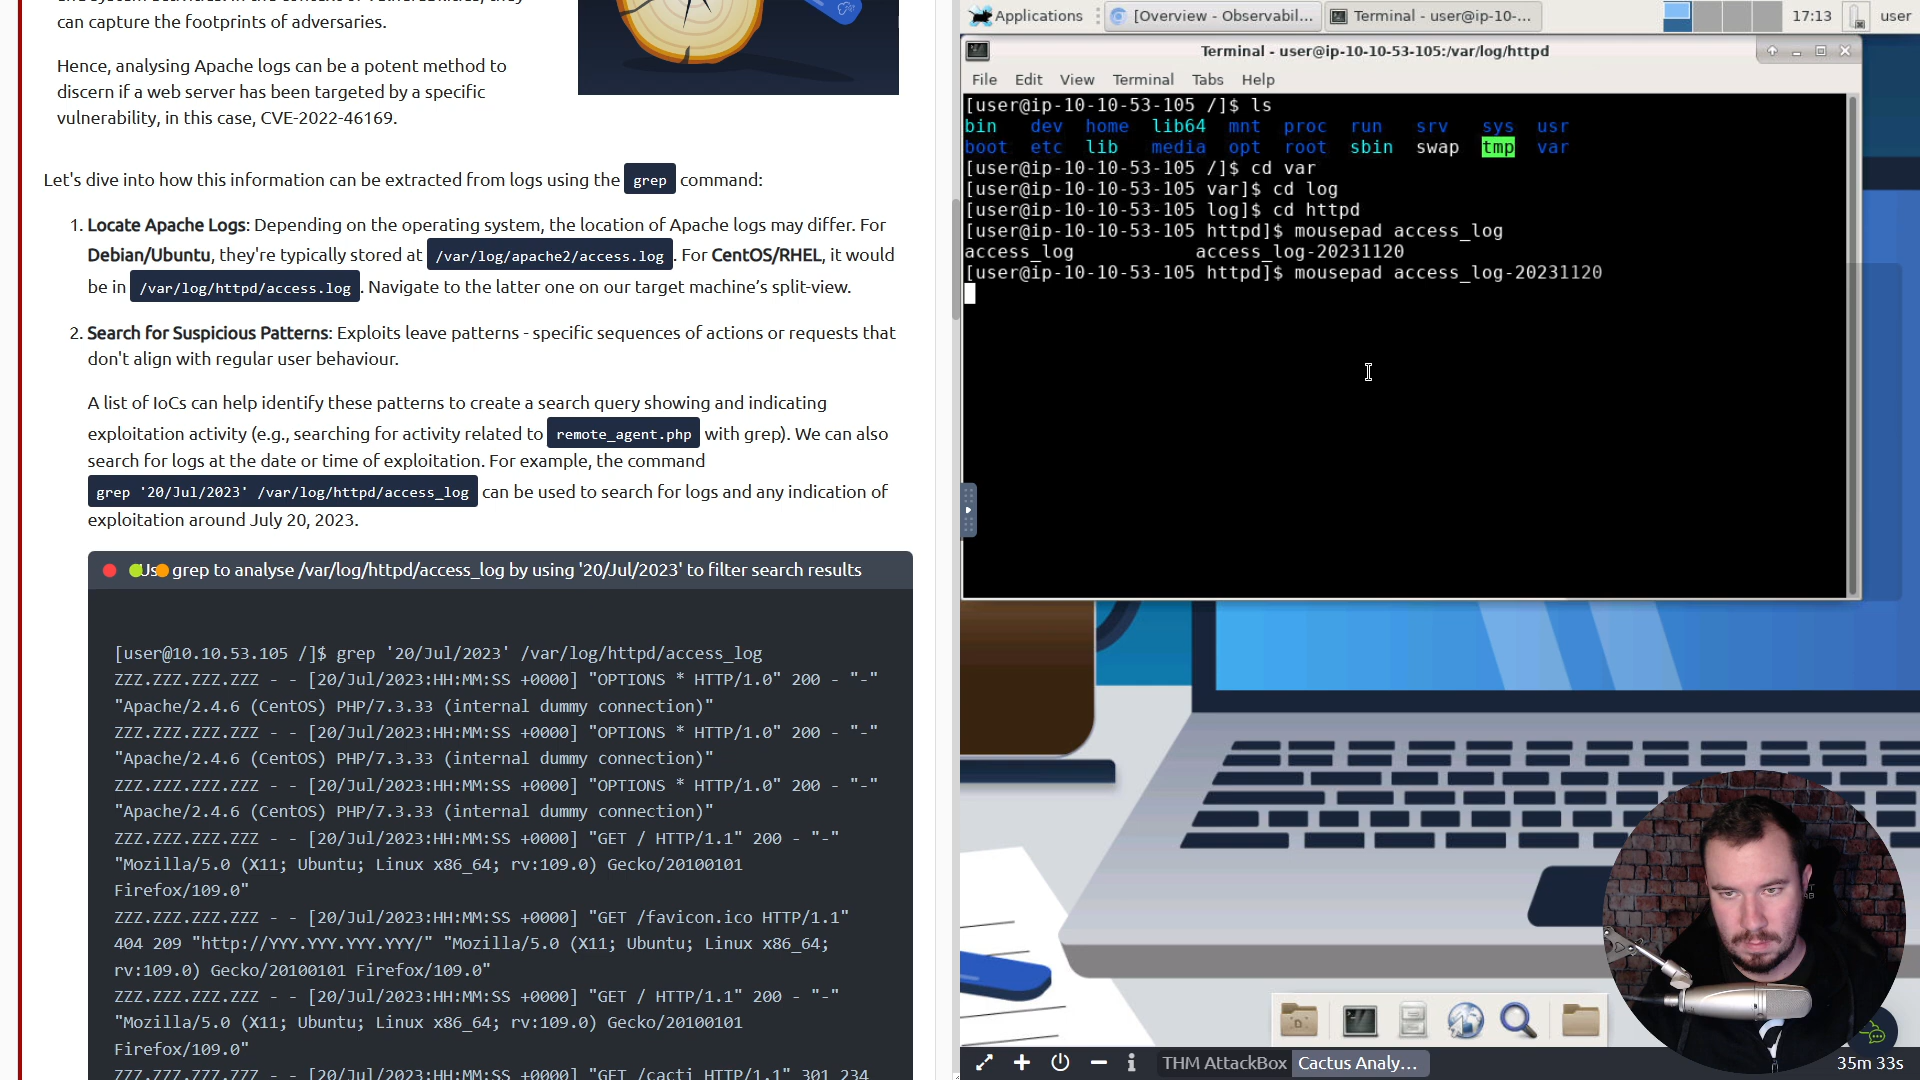 can capture the footprints of adversaries.
Hence, analysing Apache logs can be a potent method to
discern if a web server has been targeted by a specific
vulnerability, in this case, CVE-2022-46169.
Let's dive into how this information can be extracted from logs using the grep command:
1. Locate Apache Logs: Depending on the operating system, the location of Apache logs may differ. For
Debian/Ubuntu, they're typically stored at /var/log/apache2/access.log . For CentOS/RHEL, it would
be in /var/log/httpd/access.log . Navigate to the latter one on our target machine’s split-view.
2. Search for Suspicious Patterns: Exploits leave patterns - specific sequences of actions or requests that
don't align with regular user behaviour.
A list of IoCs can help identify these patterns to create a search query showing and indicating
exploitation activity (e.g., searching for activity related to remote_agent.php with grep). We can also
search for logs at the date or time of exploitation. For example, the command
grep '20/Jul/2023' /var/log/httpd/access_log can be used to search for logs and any indication of
exploitation around July 20, 2023.
grep to analyse /var/log/httpd/access_log by using '20/Jul/2023' to filter search results
[user@10.10.53.105 /]$ grep '20/Jul/2023' /var/log/httpd/access_log
ZZZ.ZZZ.ZZZ.ZZZ - - [20/Jul/2023:HH:MM:SS +0000] "OPTIONS * HTTP/1.0" 200 - "-"
"Apache/2.4.6 (CentOS) PHP/7.3.33 (internal dummy connection)"
ZZZ.ZZZ.ZZZ.ZZZ - - [20/Jul/2023:HH:MM:SS +0000] "OPTIONS * HTTP/1.0" 200 - "-"
"Apache/2.4.6 (CentOS) PHP/7.3.33 (internal dummy connection)"
ZZZ.ZZZ.ZZZ.ZZZ - - [20/Jul/2023:HH:MM:SS +0000] "OPTIONS * HTTP/1.0" 200 - "-"
"Apache/2.4.6 (CentOS) PHP/7.3.33 (internal dummy connection)"
ZZZ.ZZZ.ZZZ.ZZZ - - [20/Jul/2023:HH:MM:SS +0000] "GET / HTTP/1.1" 200 - "-"
"Mozilla/5.0 (X11; Ubuntu; Linux x86_64; rv:109.0) Gecko/20100101
Firefox/109.0"
ZZZ.ZZZ.ZZZ.ZZZ - - [20/Jul/2023:HH:MM:SS +0000] "GET /favicon.ico HTTP/1.1"
404 209 "http://YYY.YYY.YYY.YYY/" "Mozilla/5.0 (X11; Ubuntu; Linux x86_64;
rv:109.0) Gecko/20100101 Firefox/109.0"
ZZZ.ZZZ.ZZZ.ZZZ - - [20/Jul/2023:HH:MM:SS +0000] "GET / HTTP/1.1" 200 - "-"
"Mozilla/5.0 (X11; Ubuntu; Linux x86_64; rv:109.0) Gecko/20100101
Firefox/109.0"
ZZZ.ZZZ.ZZZ.ZZZ - - [20/Jul/2023:HH:MM:SS +0000] "GET /cacti HTTP/1.1" 301 234
Applications
[Overview - Observabil...
Terminal - user@ip-10-...
17:13
user
Terminal - user@ip-10-10-53-105:/var/log/httpd
File Edit View Terminal Tabs Help
[user@ip-10-10-53-105 /]$ ls
bin dev home lib64 mnt proc run srv sys usr
boot etc lib media opt root sbin swap tmp var
[user@ip-10-10-53-105 /]$ cd var
[user@ip-10-10-53-105 var]$ cd log
[user@ip-10-10-53-105 log]$ cd httpd
[user@ip-10-10-53-105 httpd]$ mousepad access_log
access_log access_log-20231120
[user@ip-10-10-53-105 httpd]$ mousepad access_log-20231120
THM AttackBox
Cactus Analy...
35m 33s